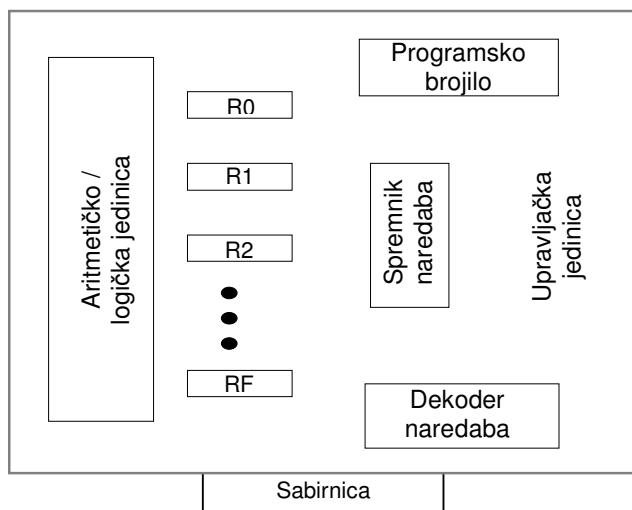 Aritmetičko /
logička jedinica
R0
R1
R2
RF
Programsko
brojilo
Spremnik
naredaba
Upravljačka
jedinica
Dekoder
naredaba
Sabirnica